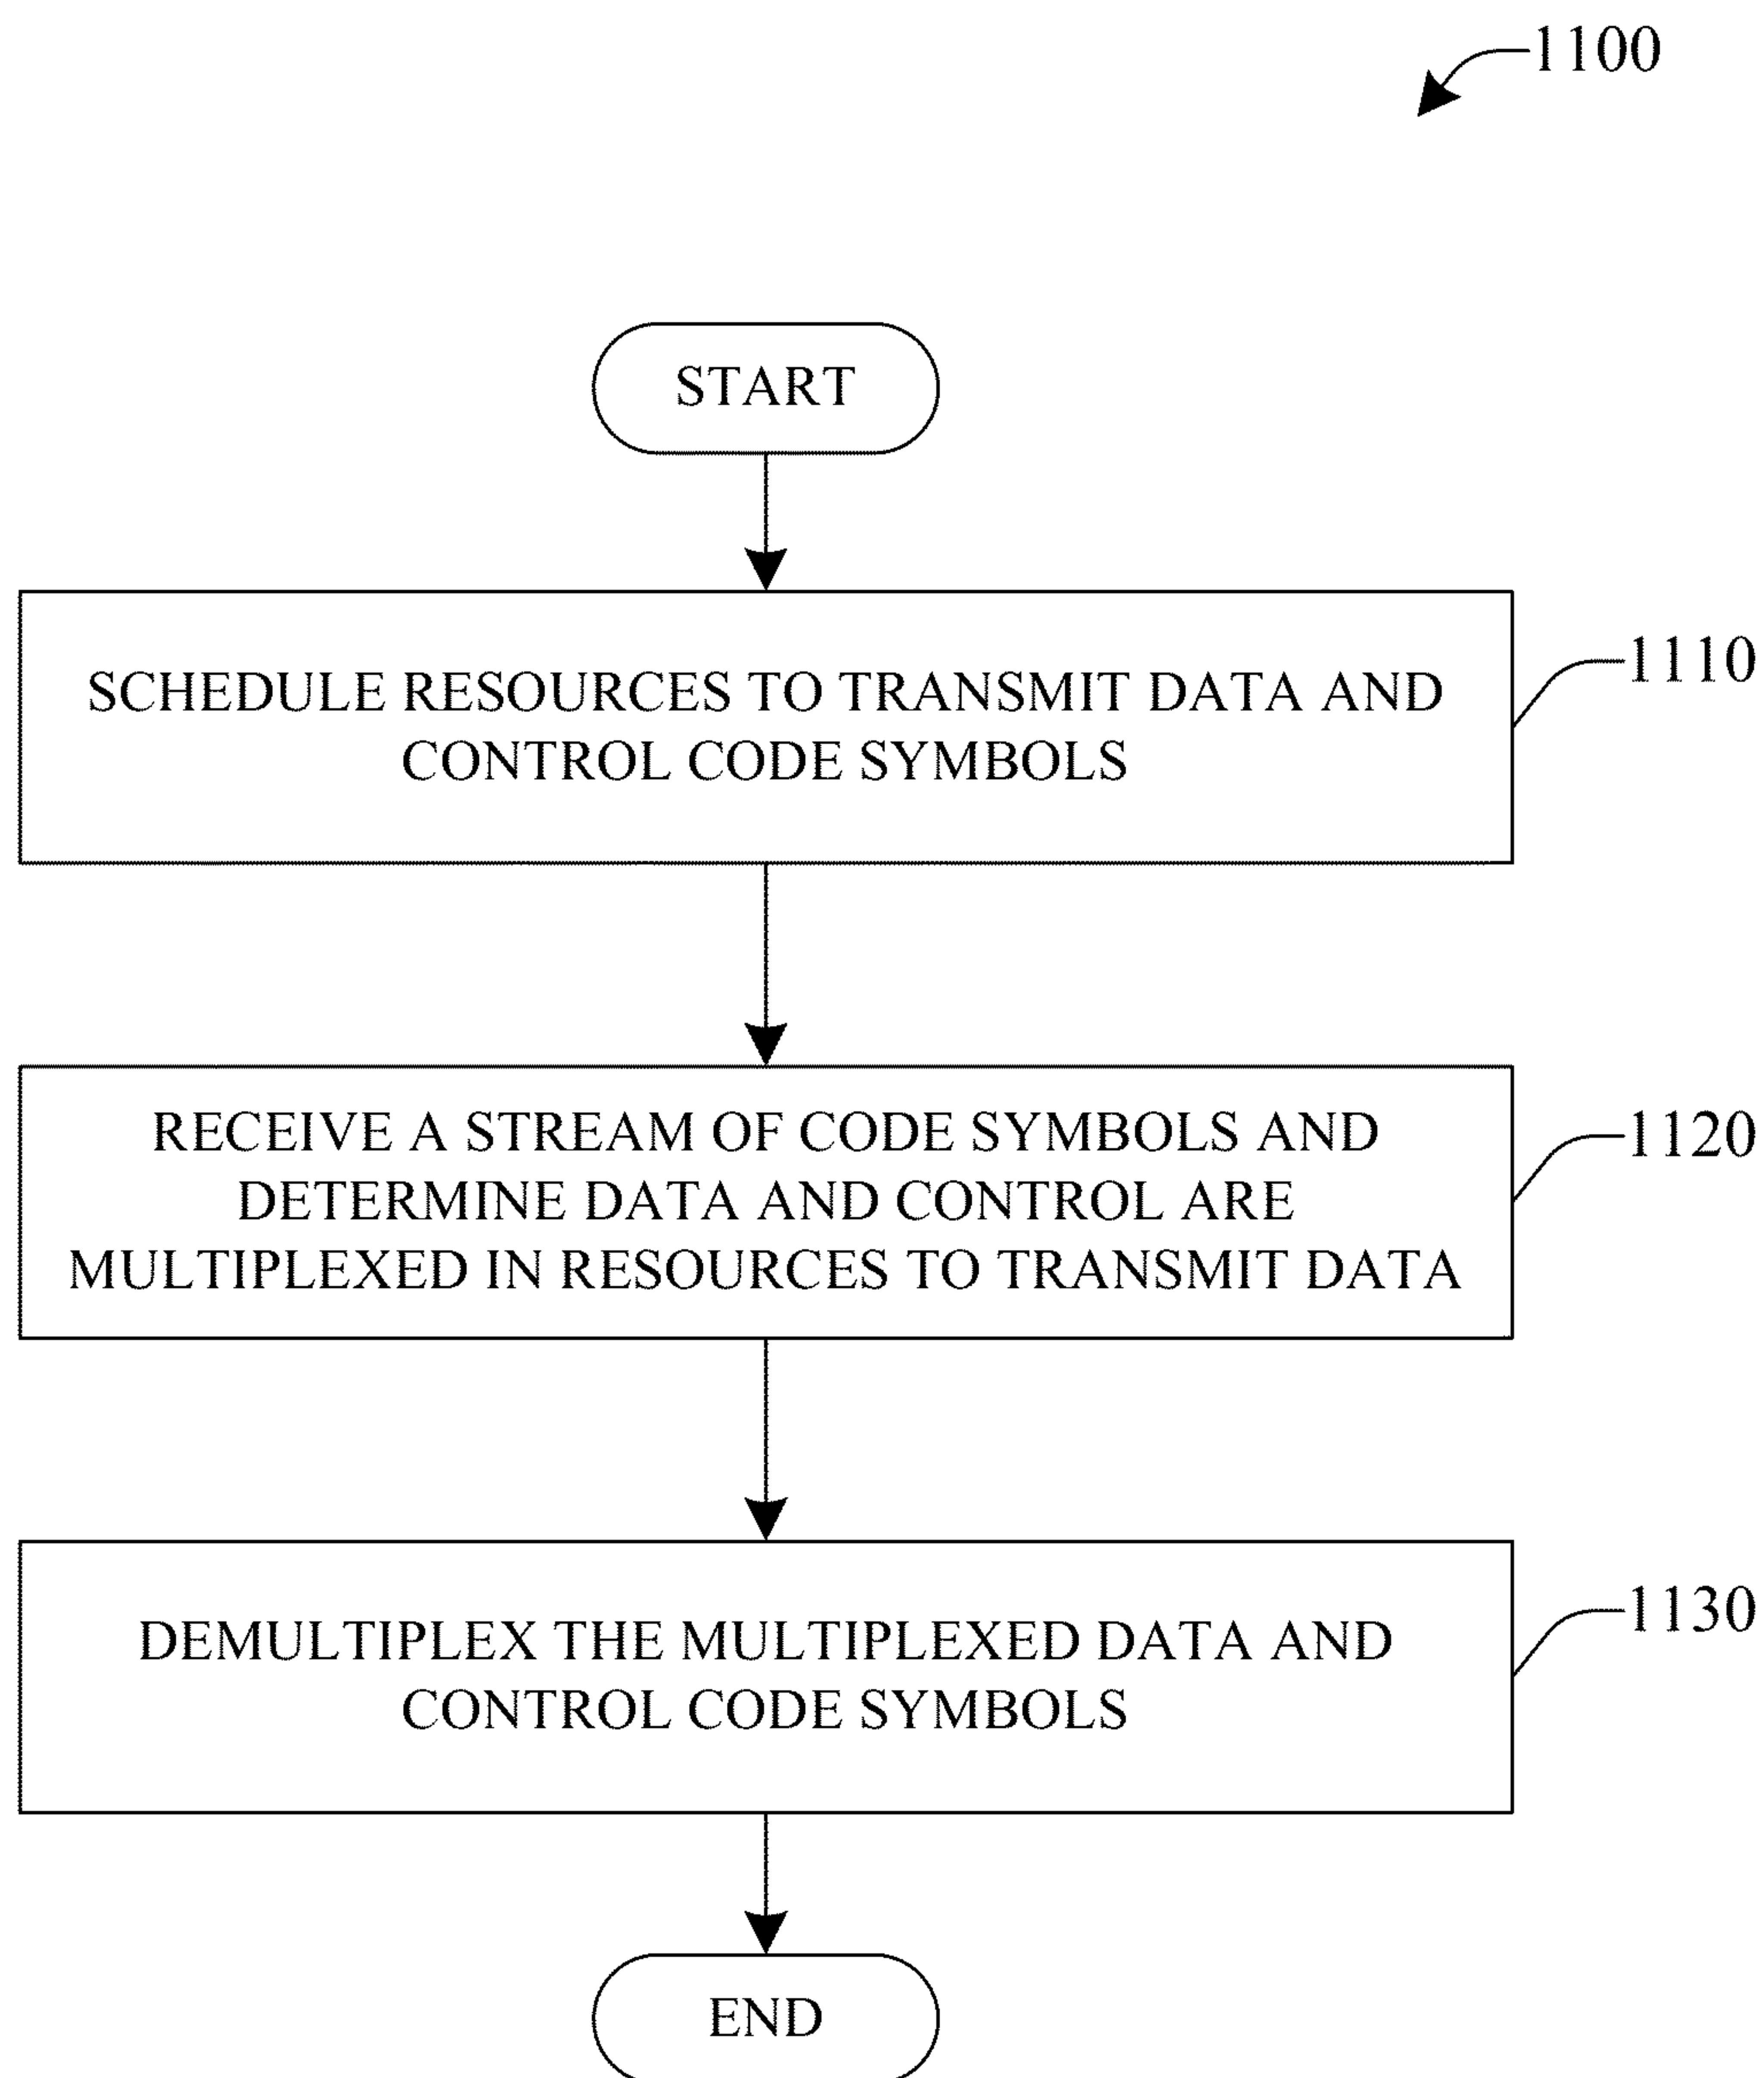 1100
START
SCHEDULE RESOURCES TO TRANSMIT DATA AND
CONTROL CODE SYMBOLS
1110
RECEIVE A STREAM OF CODE SYMBOLS AND
DETERMINE DATA AND CONTROL ARE
MULTIPLEXED IN RESOURCES TO TRANSMIT DATA
1120
DEMULTIPLEX THE MULTIPLEXED DATA AND
CONTROL CODE SYMBOLS
1130
END